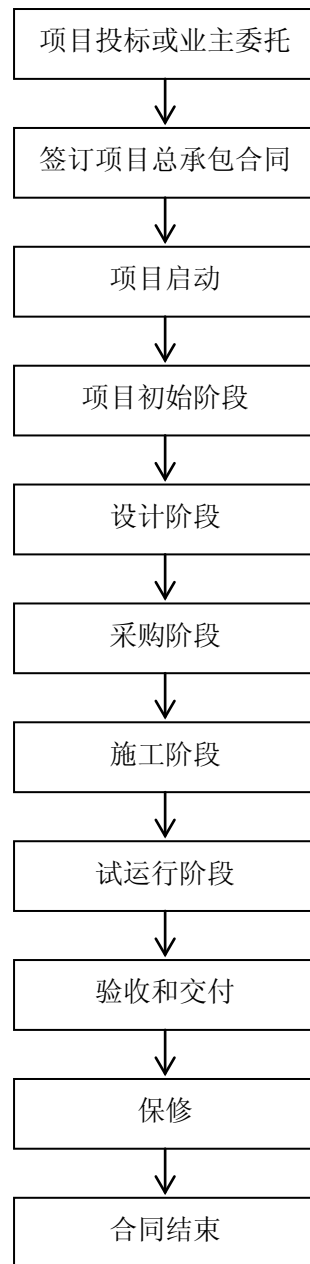 项目投标或业主委托
签订项目总承包合同
项目启动
项目初始阶段
设计阶段
采购阶段
施工阶段
试运行阶段
验收和交付
保修
合同结束